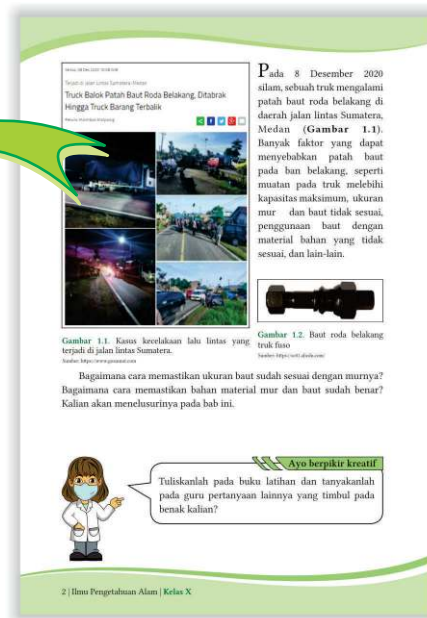 Terjadi di Jalan Lintas Sumatera-Medan
Truck Balok Patah Baut Roda Belakang, Ditabrak
Hingga Truck Barang Terbalik
Pada 8 Desember 2020
silam, sebuah truk mengalami
patah baut roda belakang di
daerah jalan lintas Sumatera,
Medan (Gambar 1.1).
Banyak faktor yang dapat
menyebabkan patah baut
pada ban belakang, seperti
muatan pada truk melebihi
kapasitas maksimum, ukuran
mur dan baut tidak sesuai,
penggunaan baut dengan
material bahan yang tidak
sesuai, dan lain-lain.
Gambar 1.1. Kasus kecelakaan lalu lintas yang
terjadi di jalan lintas Sumatera.
Gambar 1.2. Baut roda belakang
truk fuso
Bagaimana cara memastikan ukuran baut sudah sesuai dengan murnya?
Bagaimana cara memastikan bahan material mur dan baut sudah benar?
Kalian akan menelusurinya pada bab ini.
Ayo berpikir kreatif
Tuliskanlah pada buku latihan dan tanyakanlah
pada guru pertanyaan lainnya yang timbul pada
benak kalian?
2 | Ilmu Pengetahuan Alam | Kelas X